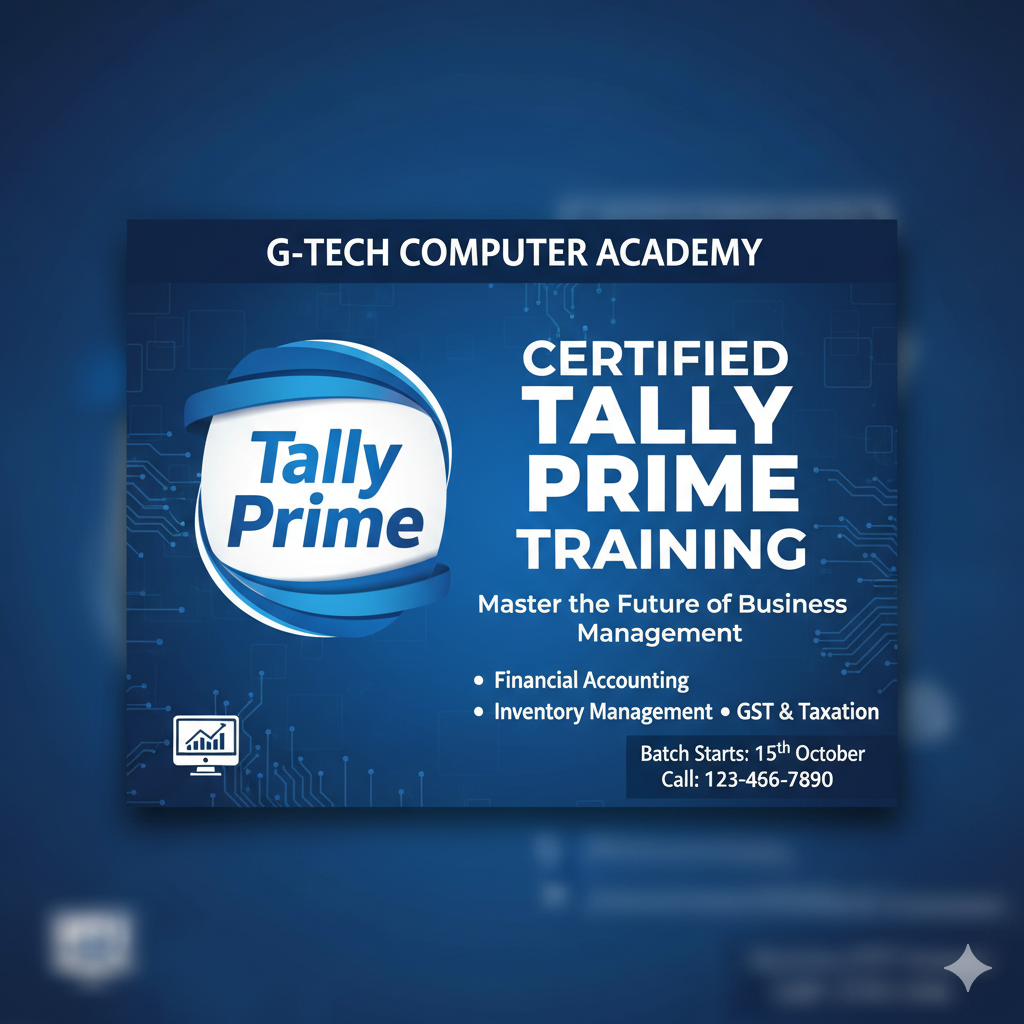 G-TECH COMPUTER ACADEMY
Tally
Prime
CERTIFIED
TALLY
PRIME
TRAINING
Master the Future of Business
Management
• Financial Accounting
• Inventory Management • GST & Taxation
Batch Starts: 15th October
Call: 123-466-7890